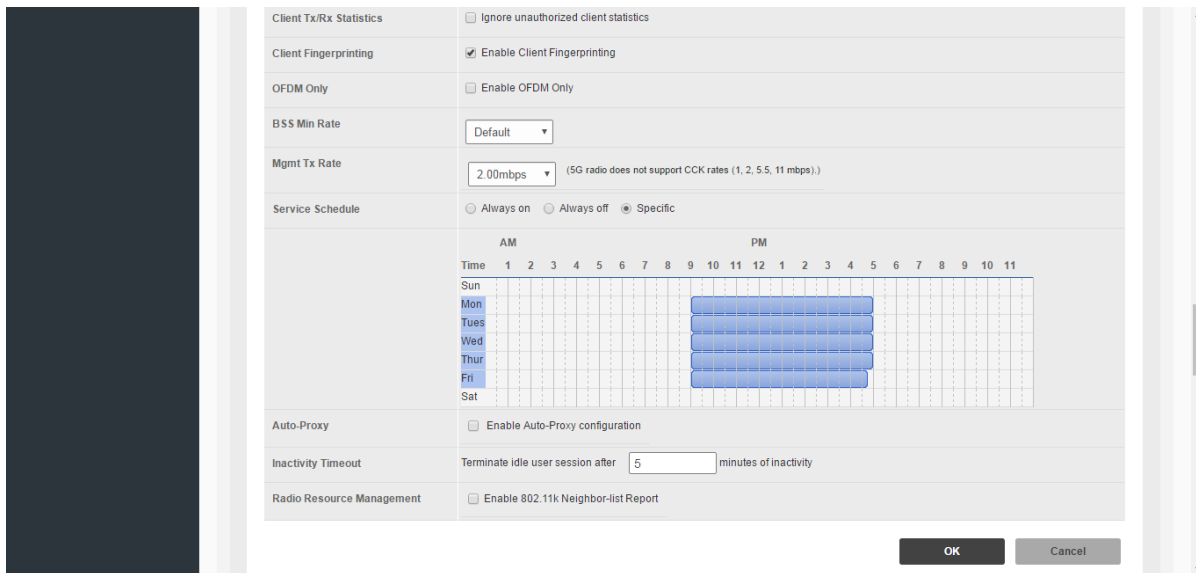 Client Tx/Rx Statistics Ignore unauthorized client statistics
Client Fingerprinting Enable Client Fingerprinting
OFDM Only Enable OFDM Only
BSS Min Rate Default
Mgmt Tx Rate 2.00mbps (5G radio does not support CCK rates (1, 2, 5.5, 11 mbps).)
Service Schedule Always on Always off Specific
AM PM
Time 1 2 3 4 5 6 7 8 9 10 11 12 1 2 3 4 5 6 7 8 9 10 11
Sun
Mon
Tues
Wed
Thur
Fri
Sat
Auto-Proxy Enable Auto-Proxy configuration
Inactivity Timeout Terminate idle user session after 5 minutes of inactivity
Radio Resource Management Enable 802.11k Neighbor-list Report
OK Cancel